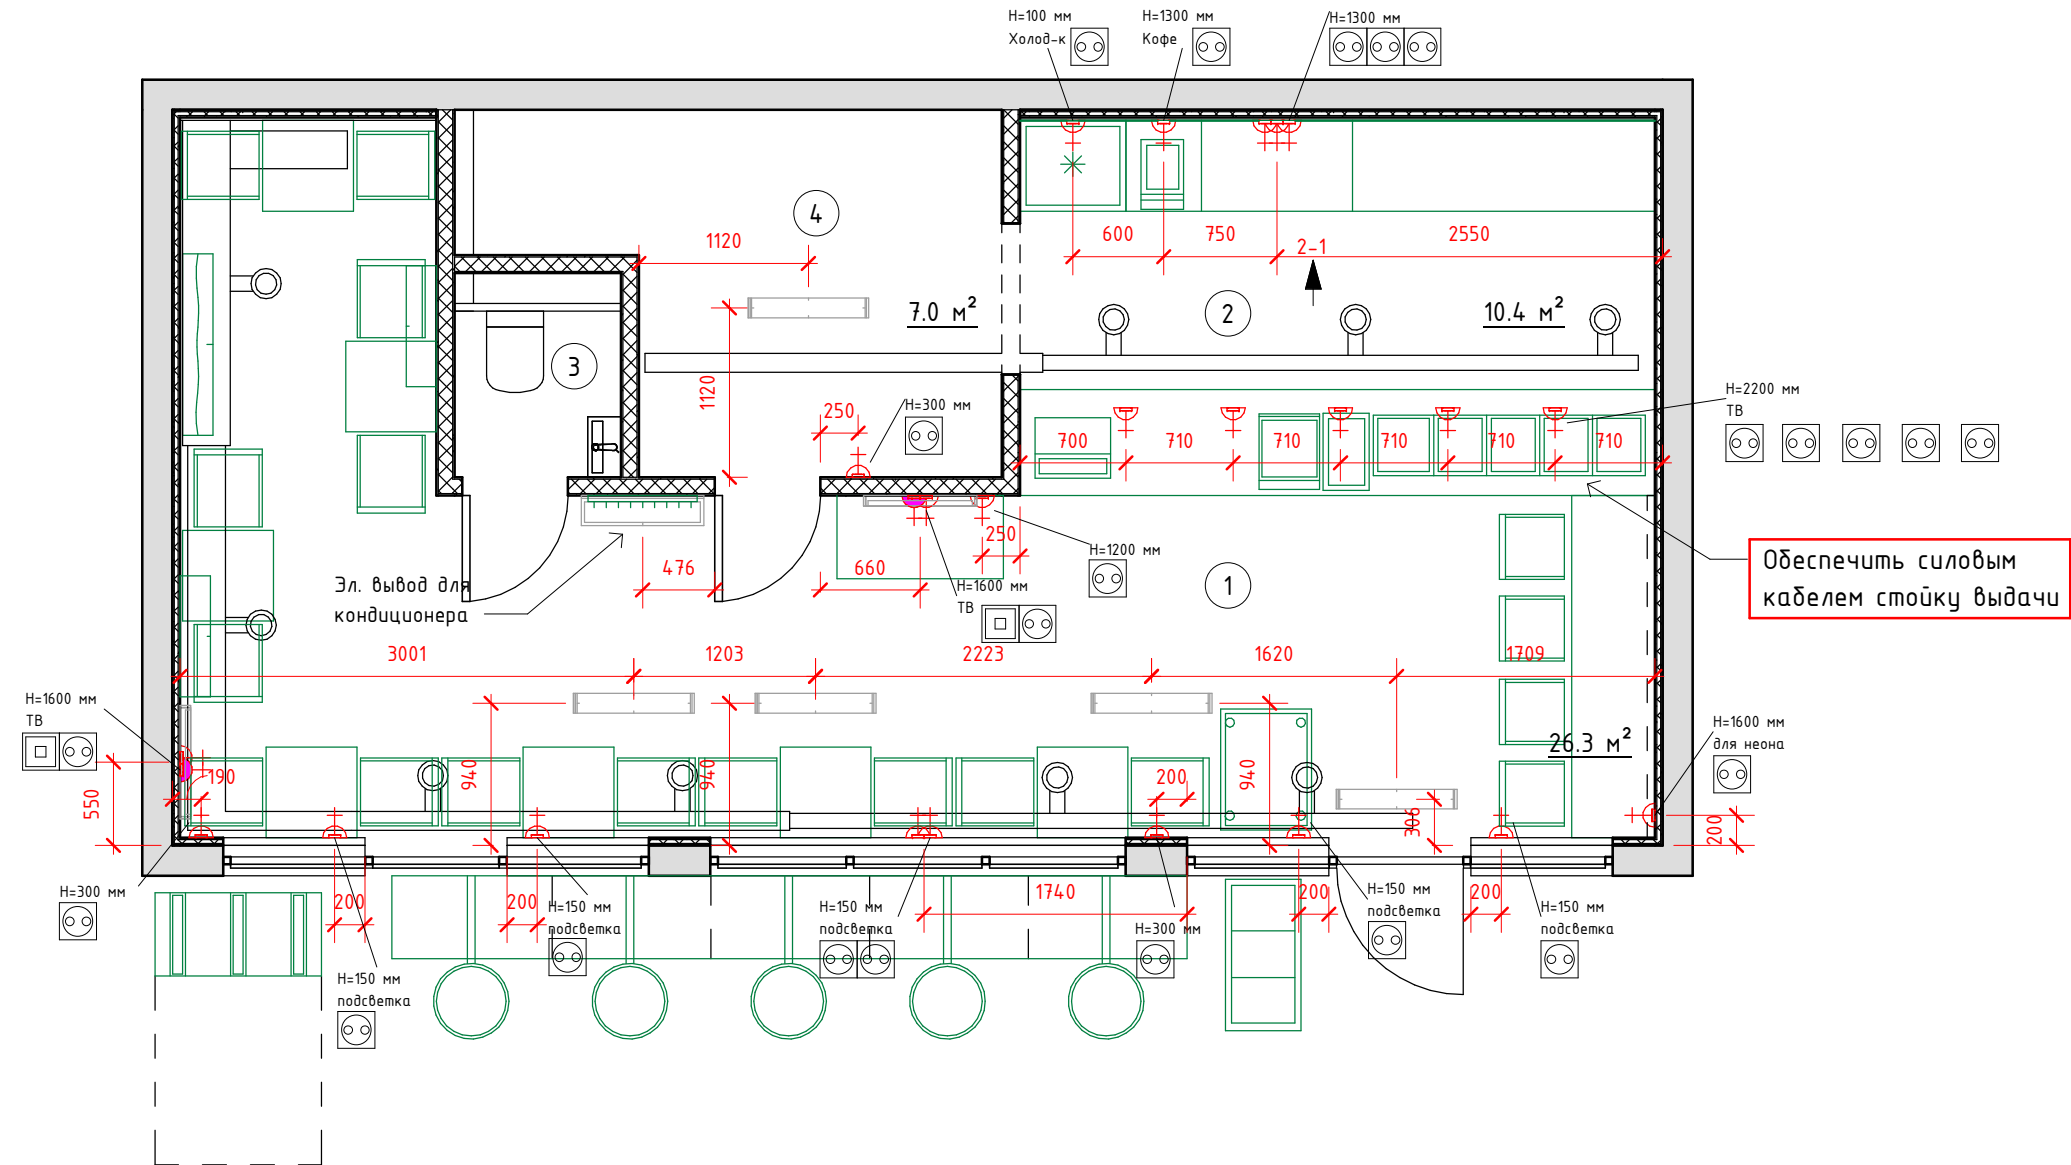 H=100 мм
Холод-к
H=1300 мм
Кофе
H=1300 мм
4
1120
600
750
2550
2-1
7.0 м²
2
10.4 м²
3
1120
250
H=300 мм
H=2200 мм
ТВ
700
710
710
710
710
710
Эл. вывод для
кондиционера
476
660
250
H=1200 мм
H=1600 мм
ТВ
1
Обеспечить силовым
кабелем стойку выдачи
3001
1203
2223
1620
1709
H=1600 мм
ТВ
26.3 м²
H=1600 мм
для неона
190
550
940
940
200
940
306
200
H=300 мм
200
200
1740
200
200
H=150 мм
подсветка
H=150 мм
подсветка
H=150 мм
подсветка
H=300 мм
H=150 мм
подсветка
H=150 мм
подсветка